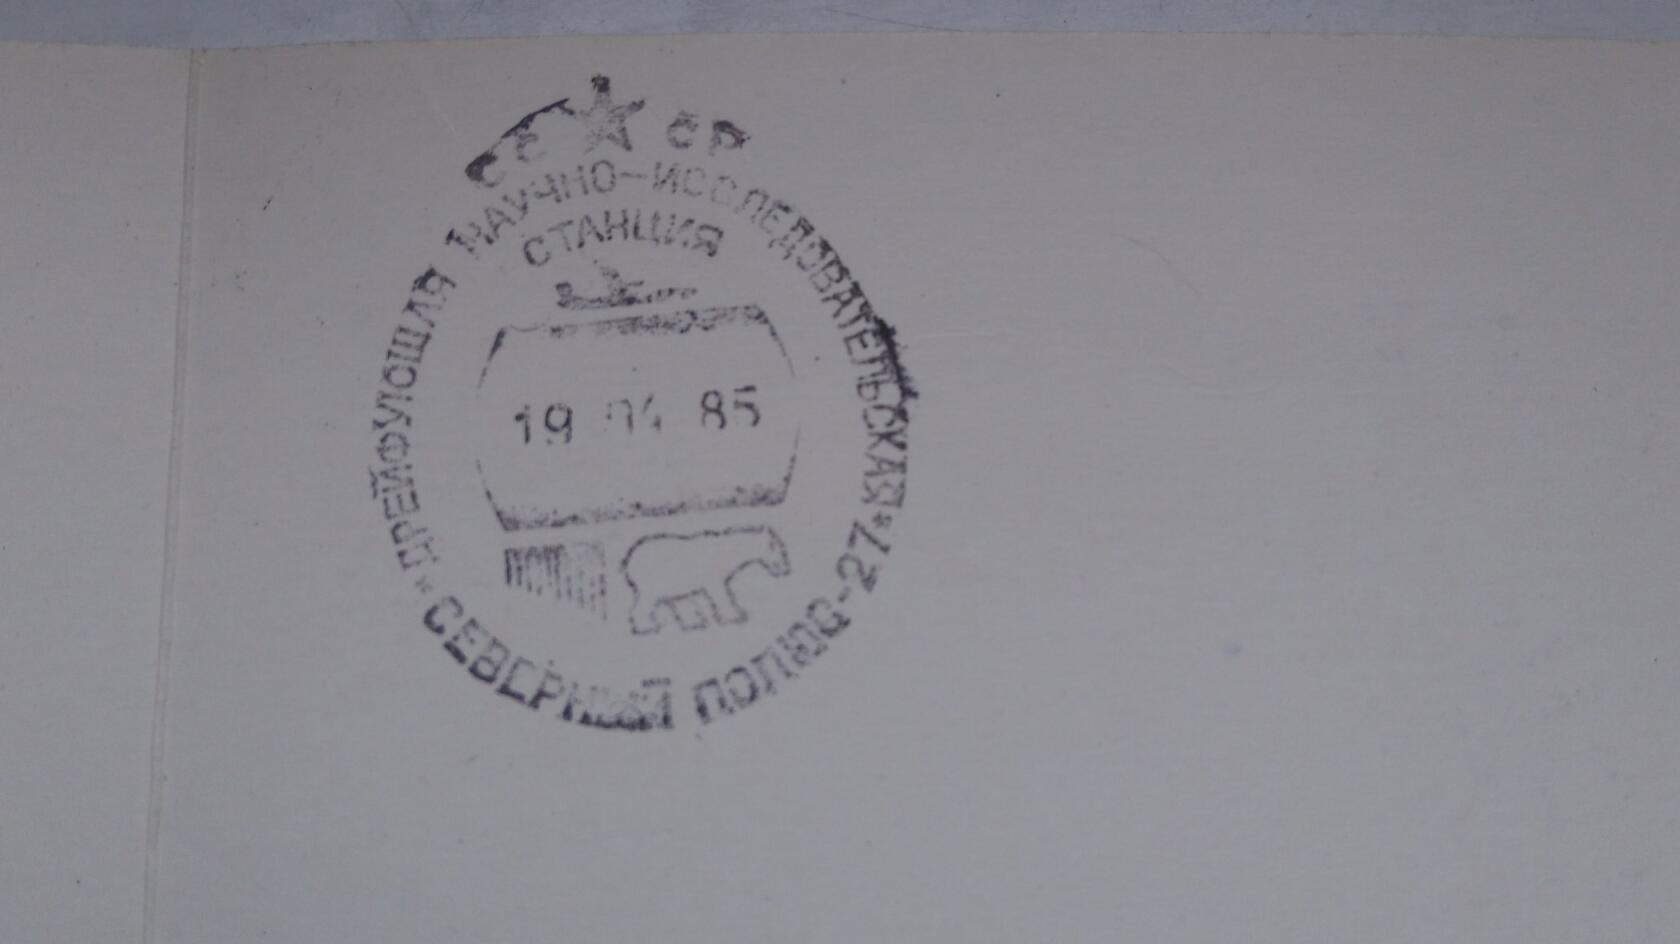 СССР
ДРЕЙФУЮЩАЯ НАУЧНО-ИССЛЕДОВАТЕЛЬСКАЯ
СТАНЦИЯ
19 04 85
* СЕВЕРНЫЙ ПОЛЮС-27 *